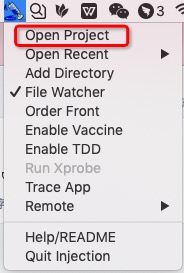 3
Open Project
Open Recent
Add Directory
File Watcher
Order Front
Enable Vaccine
Enable TDD
Run Xprobe
Trace App
Remote
Help/README
Quit Injection